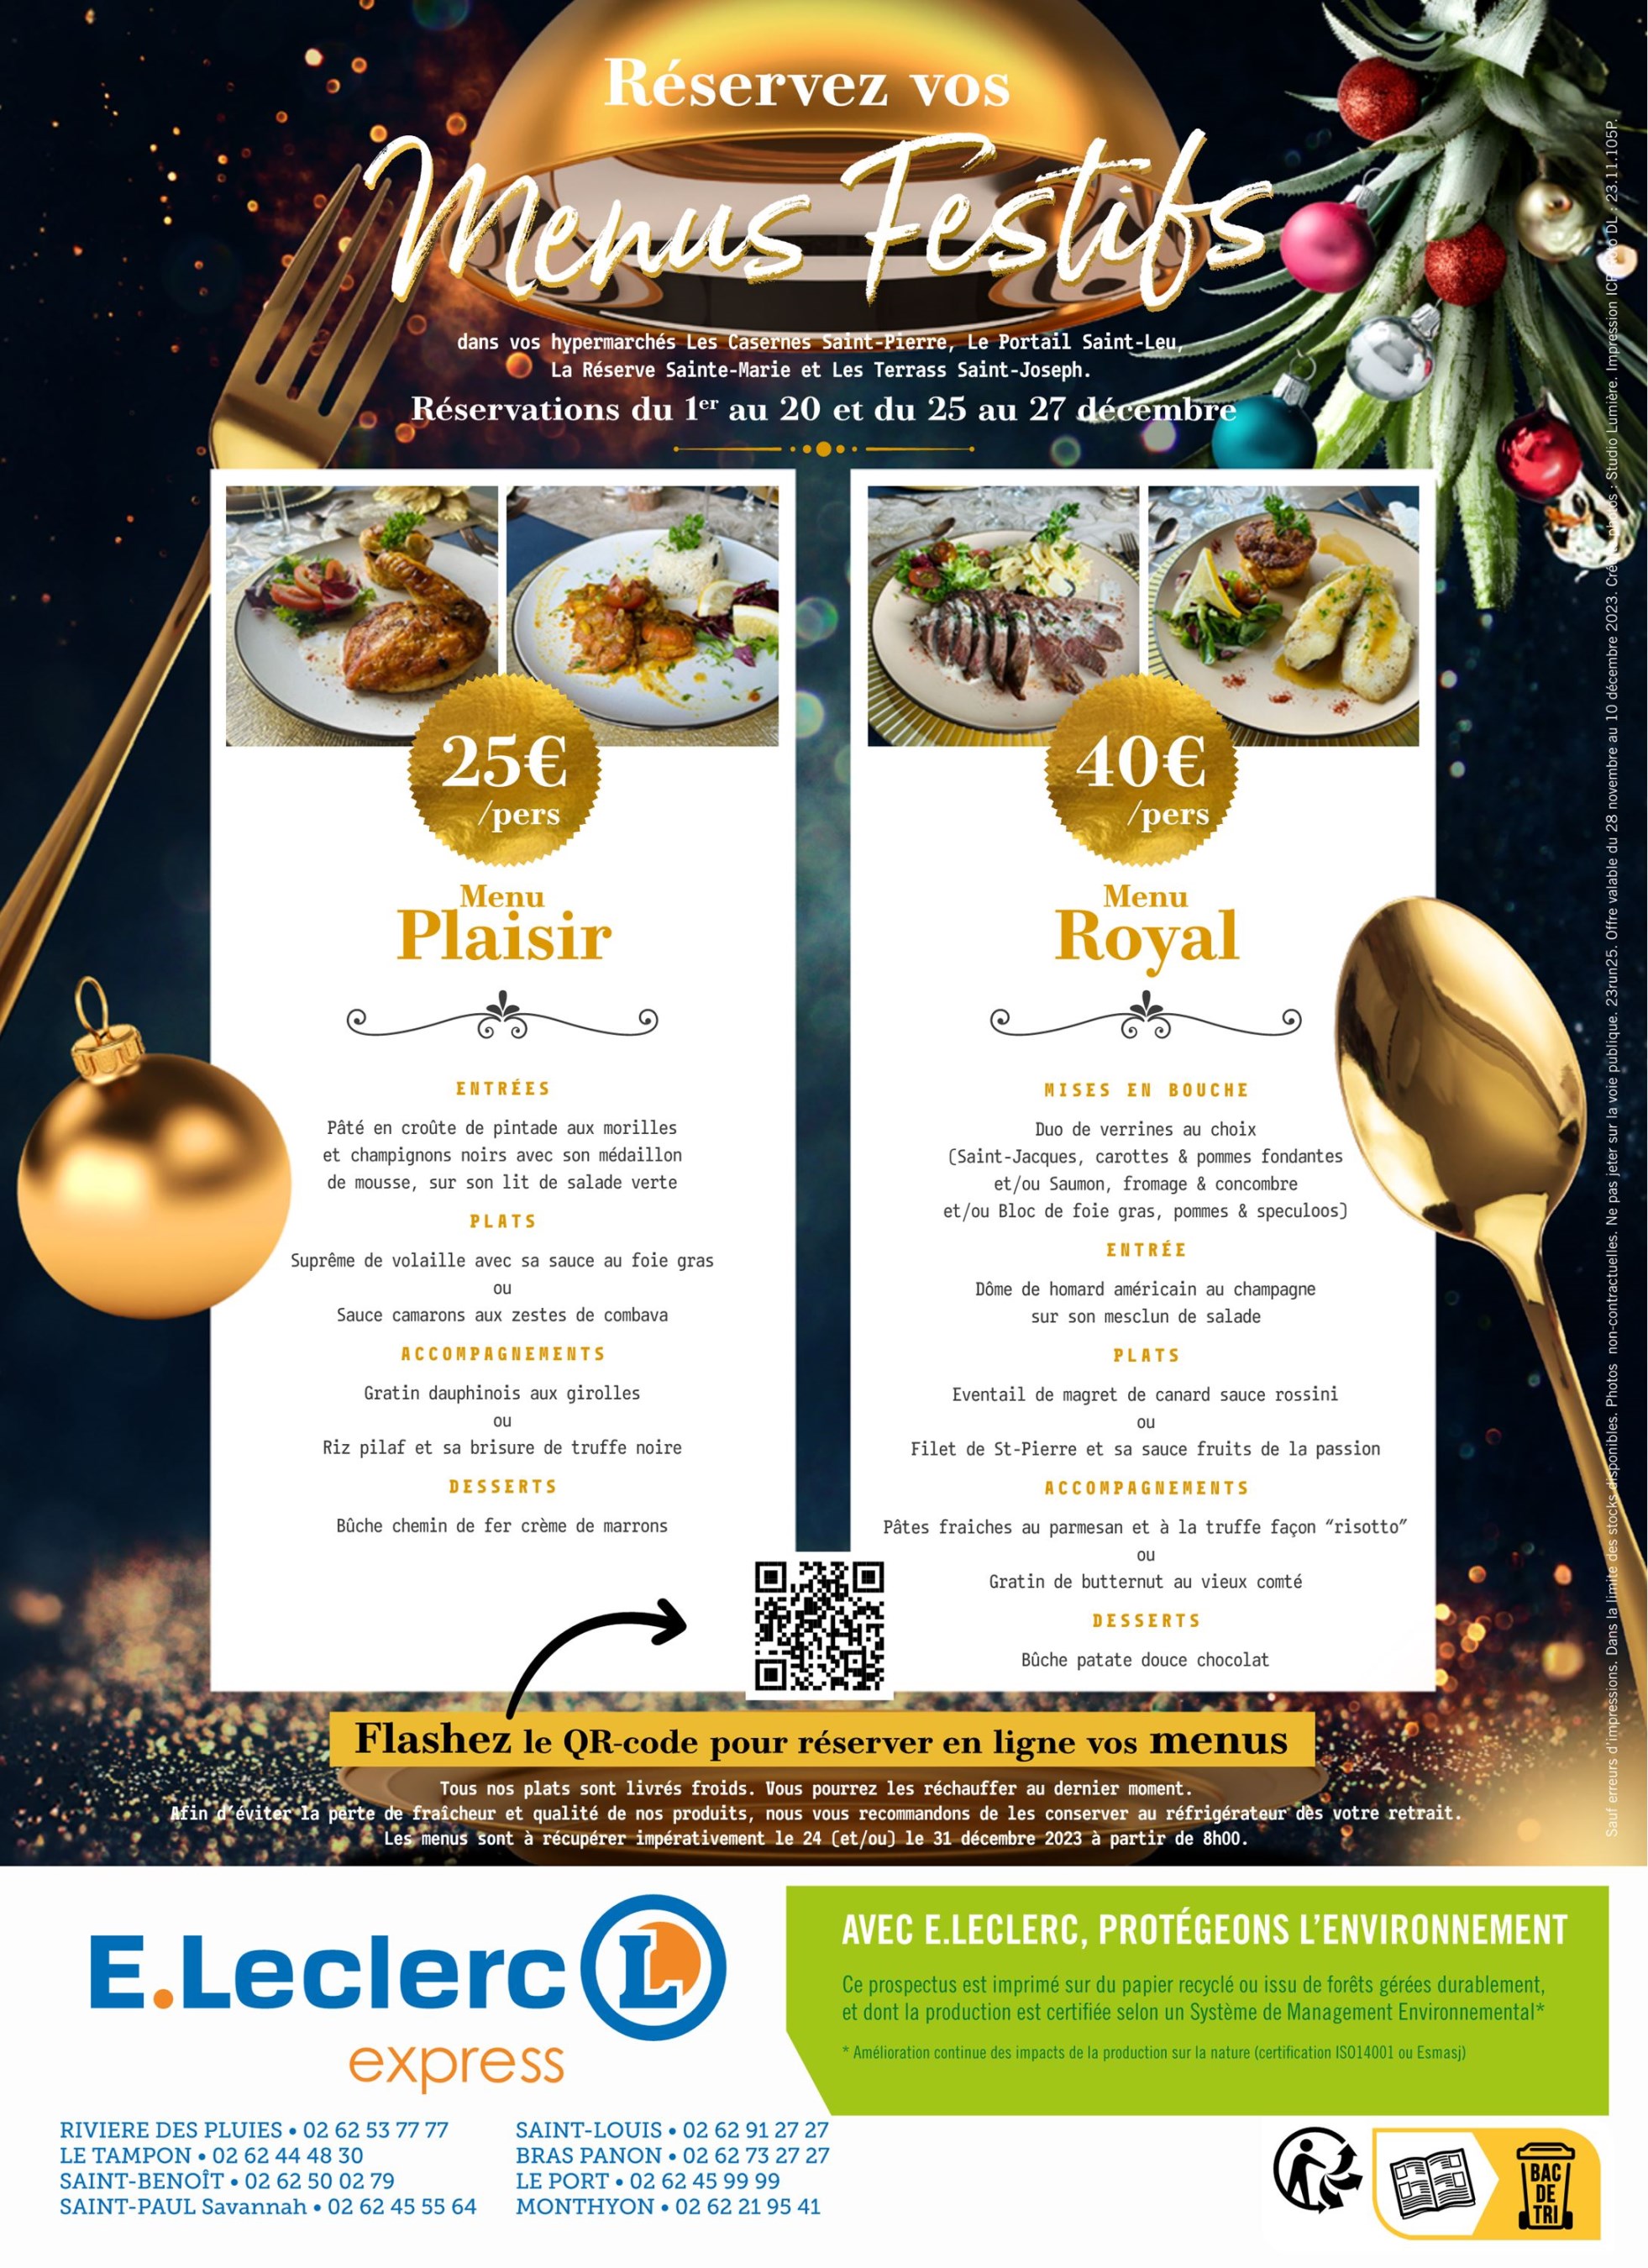 Réservez vos
Menus Festifs
dans vos hypermarchés Les Casernes Saint-Pierre, Le Portail Saint-Leu,
La Réserve Sainte-Marie et Les Terrass Saint-Joseph.
Réservations du 1er au 20 et du 25 au 27 décembre
25€
/pers
Menu
Plaisir
ENTRÉES
Pâté en croûte de pintade aux morilles
et champignons noirs avec son médaillon
de mousse, sur son lit de salade verte
PLATS
Suprême de volaille avec sa sauce au foie gras
ou
Sauce camarons aux zestes de combava
ACCOMPAGNEMENTS
Gratin dauphinois aux girolles
ou
Riz pilaf et sa brisure de truffe noire
DESSERTS
Bûche chemin de fer crème de marrons
40€
/pers
Menu
Royal
MISES EN BOUCHE
Duo de verrines au choix
(Saint-Jacques, carottes & pommes fondantes
et/ou Saumon, fromage & concombre
et/ou Bloc de foie gras, pommes & speculoos)
ENTRÉE
Dôme de homard américain au champagne
sur son mesclun de salade
PLATS
Eventail de magret de canard sauce rossini
ou
Filet de St-Pierre et sa sauce fruits de la passion
ACCOMPAGNEMENTS
Pâtes fraiches au parmesan et à la truffe façon “risotto”
ou
Gratin de butternut au vieux comté
DESSERTS
Bûche patate douce chocolat
Flashez le QR-code pour réserver en ligne vos menus
Tous nos plats sont livrés froids. Vous pourrez les réchauffer au dernier moment.
Afin d'éviter la perte de fraîcheur et qualité de nos produits, nous vous recommandons de les conserver au réfrigérateur dès votre retrait.
Les menus sont à récupérer impérativement le 24 (et/ou) le 31 décembre 2023 à partir de 8h00.
Sauf erreurs d'impressions. Dans la limite des stocks disponibles. Photos non-contractuelles. Ne pas jeter sur la voie publique. 23run25. Offre valable du 28 novembre au 10 décembre 2023. Crédit photos : Studio Lumière. Impression DL : 23.11.105P.
E.Leclerc L
express
RIVIERE DES PLUIES • 02 62 53 77 77
LE TAMPON • 02 62 44 48 30
SAINT-BENOÎT • 02 62 50 02 79
SAINT-PAUL Savannah • 02 62 45 55 64
SAINT-LOUIS • 02 62 91 27 27
BRAS PANON • 02 62 73 27 27
LE PORT • 02 62 45 99 99
MONTHYON • 02 62 21 95 41
AVEC E.LECLERC, PROTÉGEONS L'ENVIRONNEMENT
Ce prospectus est imprimé sur du papier recyclé ou issu de forêts gérées durablement,
et dont la production est certifiée selon un Système de Management Environnemental*
* Amélioration continue des impacts de la production sur la nature (certification ISO14001 ou Esmasj)
BAC
DE
TRI